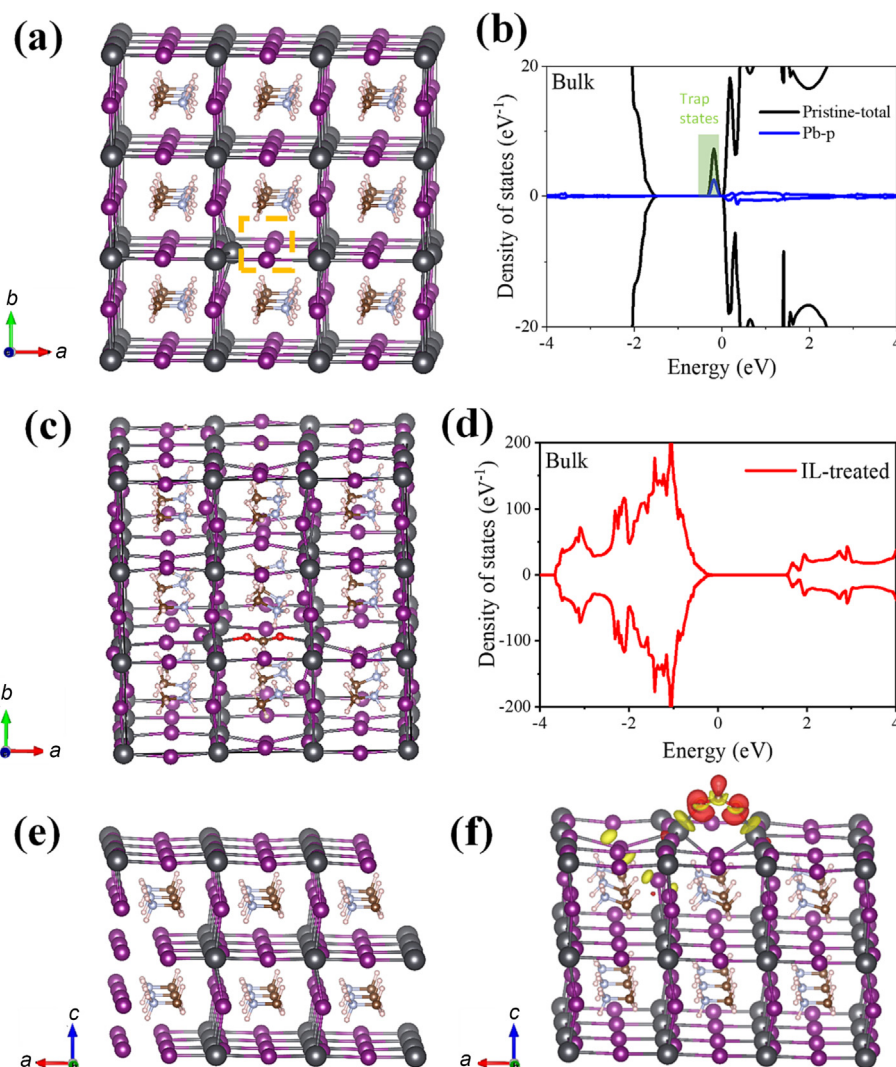 (a)
b
a
(b)
Bulk
Trap
states
Pristine-total
Pb-p
Density of states (eV⁻¹)
20
0
-20
-4
-2
0
2
4
Energy (eV)
(c)
b
a
(d)
Bulk
IL-treated
Density of states (eV⁻¹)
200
100
0
-100
-200
-4
-2
0
2
4
Energy (eV)
(e)
c
a
(f)
c
a